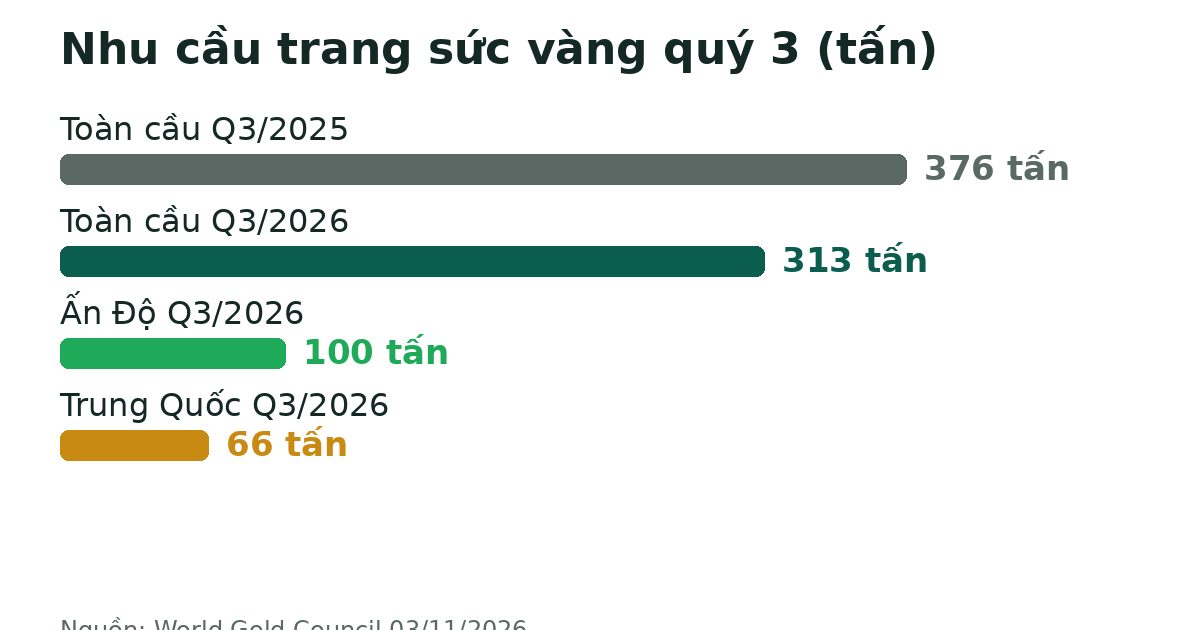 Nhu cầu trang sức vàng quý 3 (tấn)
Toàn cầu Q3/2025
376 tấn
Toàn cầu Q3/2026
313 tấn
Ấn Độ Q3/2026
100 tấn
Trung Quốc Q3/2026
66 tấn
Nguồn: World Gold Council 03/11/2026